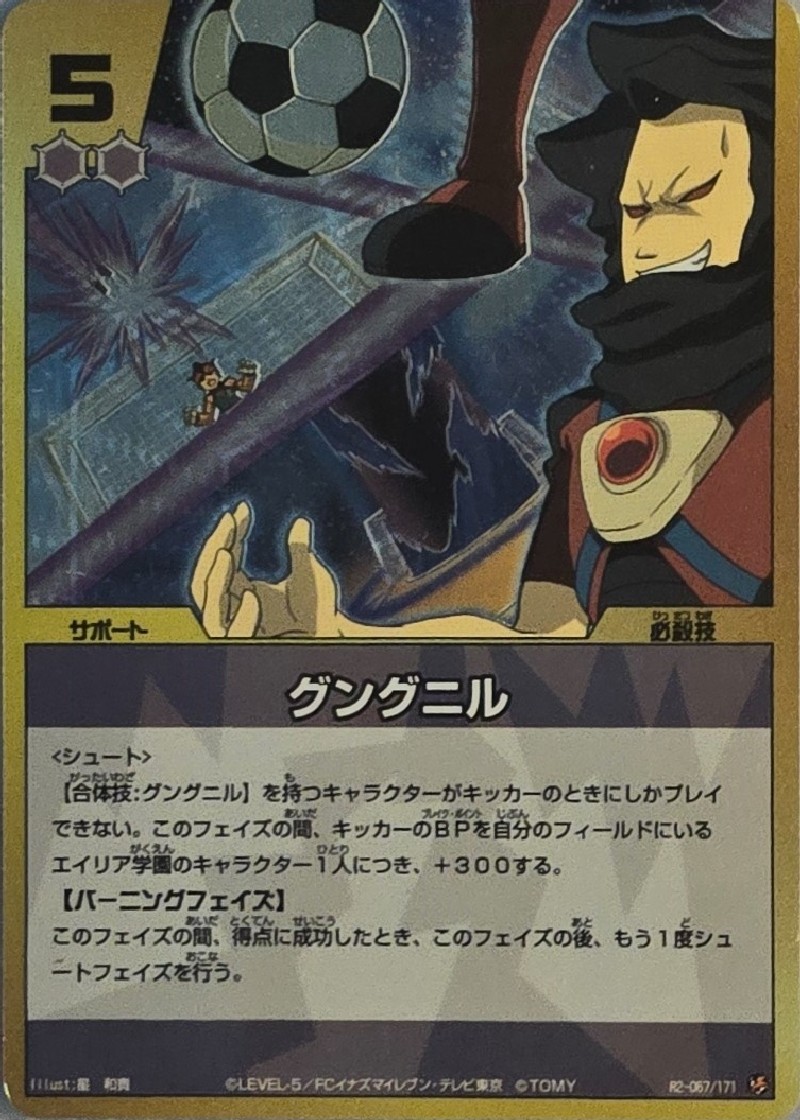 5
サポート
必殺技
グングニル
<シュート>
【合体技:グングニル】を持つキャラクターがキッカーのときにしかプレイ
できない。このフェイズの間、キッカーのBPを自分のフィールドにいる
エイリア学園のキャラクター1人につき、+300する。
【バーニングフェイズ】
このフェイズの間、得点に成功したとき、このフェイズの後、もう1度シュ
ートフェイズを行う。
©LEVEL-5/FCイナズマイレブン・テレビ東京 ©TOMY
R2-067/171